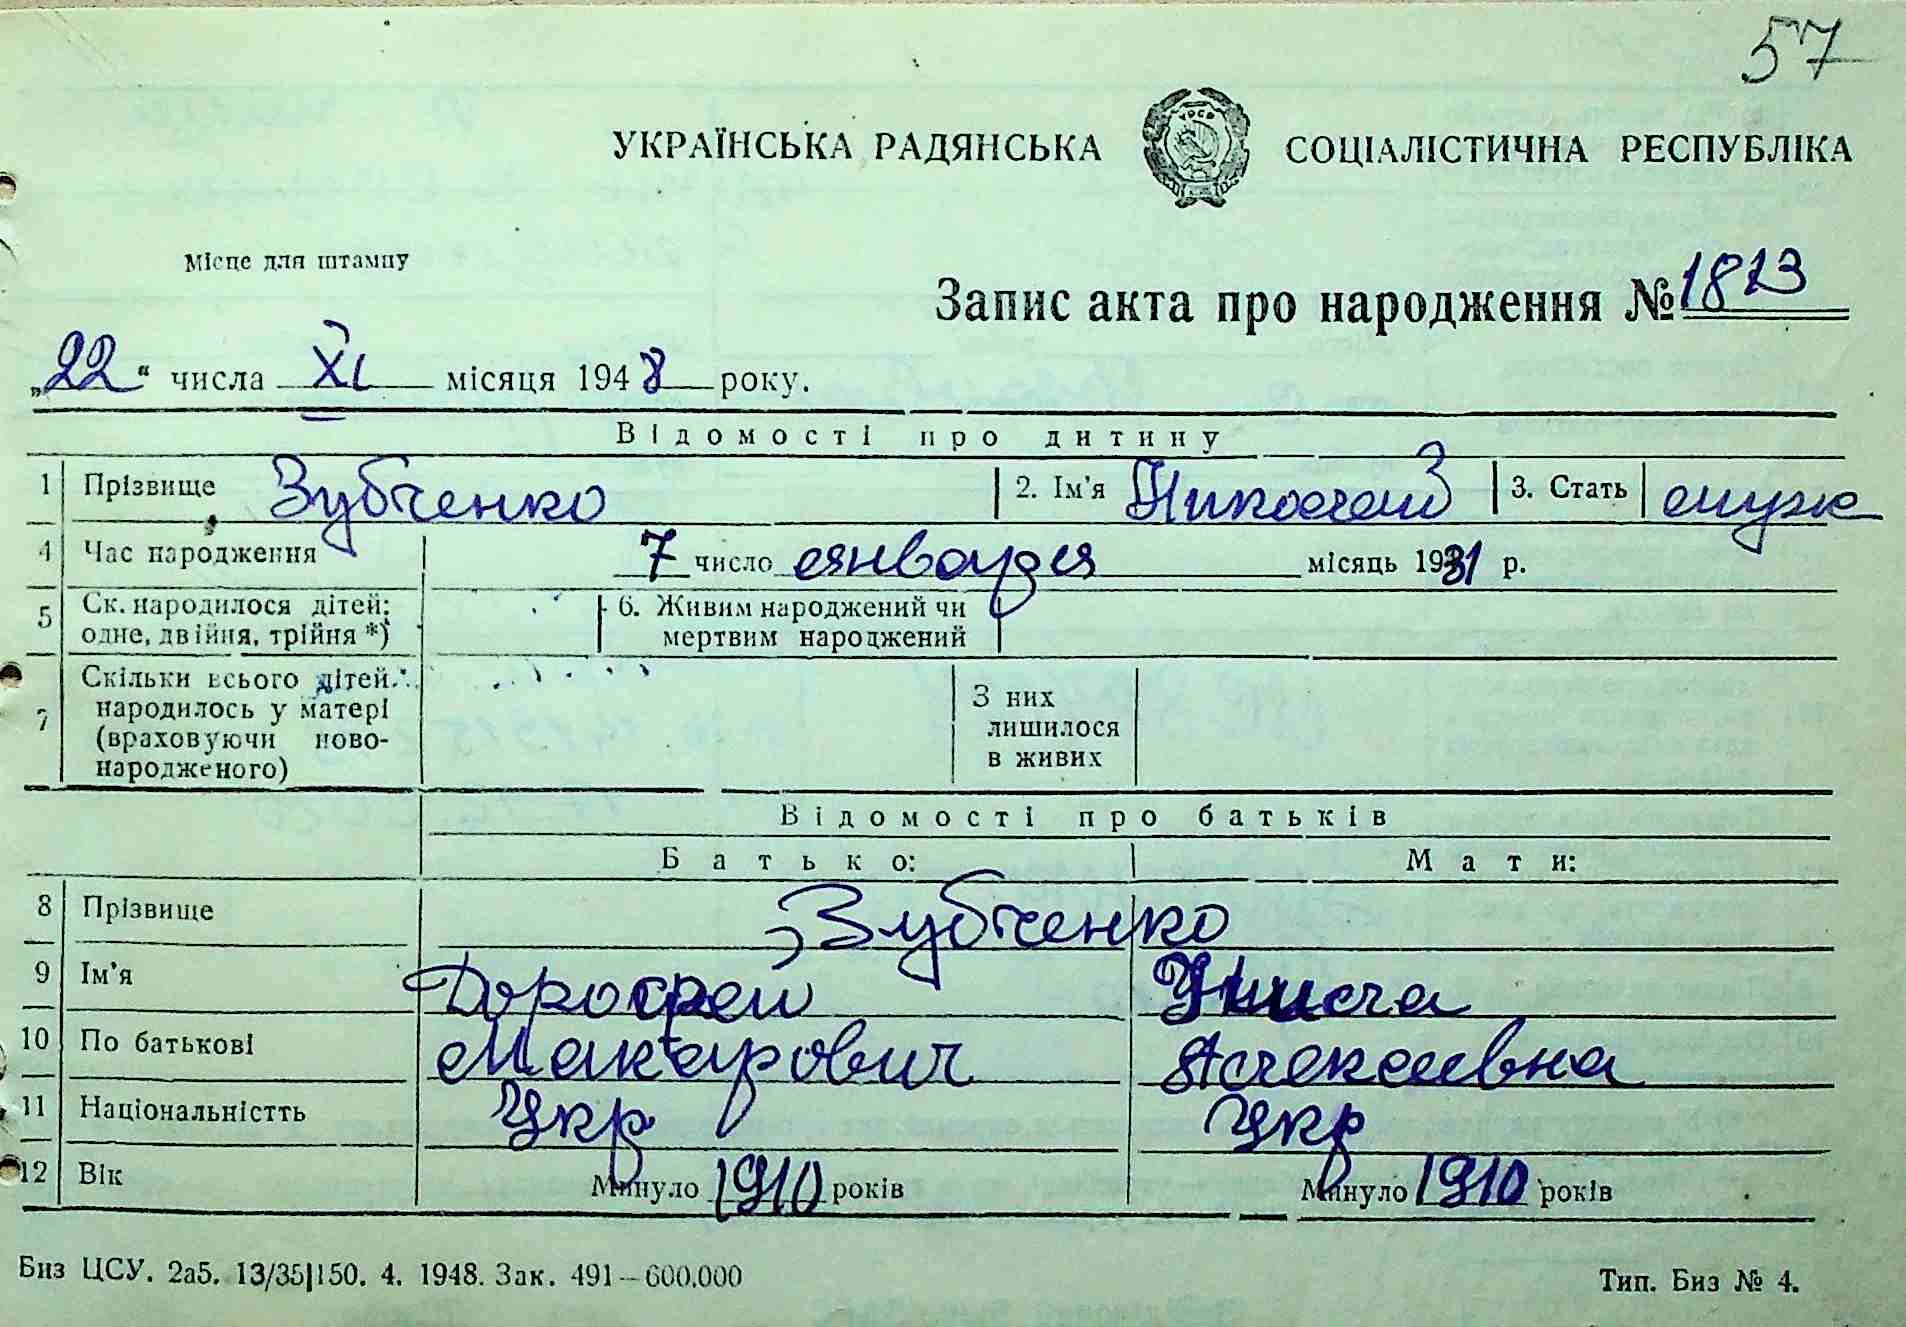 57
УКРАЇНСЬКА РАДЯНСЬКА СОЦІАЛІСТИЧНА РЕСПУБЛІКА
УРСР
Місце для штампу
Запис акта про народження № 1823
„22“ числа XI місяця 1948 року.
Відомості про дитину
1 Прізвище Зубченко 2. Ім'я Николай 3. Стать муж
4 Час народження 7 число января місяць 1931 р.
5 Ск. народилося дітей: одне, двійня, трійня *) 6. Живим народжений чи мертвим народжений
7 Скільки всього дітей народилось у матері (враховуючи новонародженого) З них лишилося в живих
Відомості про батьків
Батько: Мати:
8 Прізвище Зубченко
9 Ім'я Дорофей
10 По батькові Макарович Алексеевна
11 Національністть Укр Укр
12 Вік Минуло 1910 років Минуло 1910 років
Биз ЦСУ. 2а5. 13/35|150. 4. 1948. Зак. 491—600.000 Тип. Биз № 4.